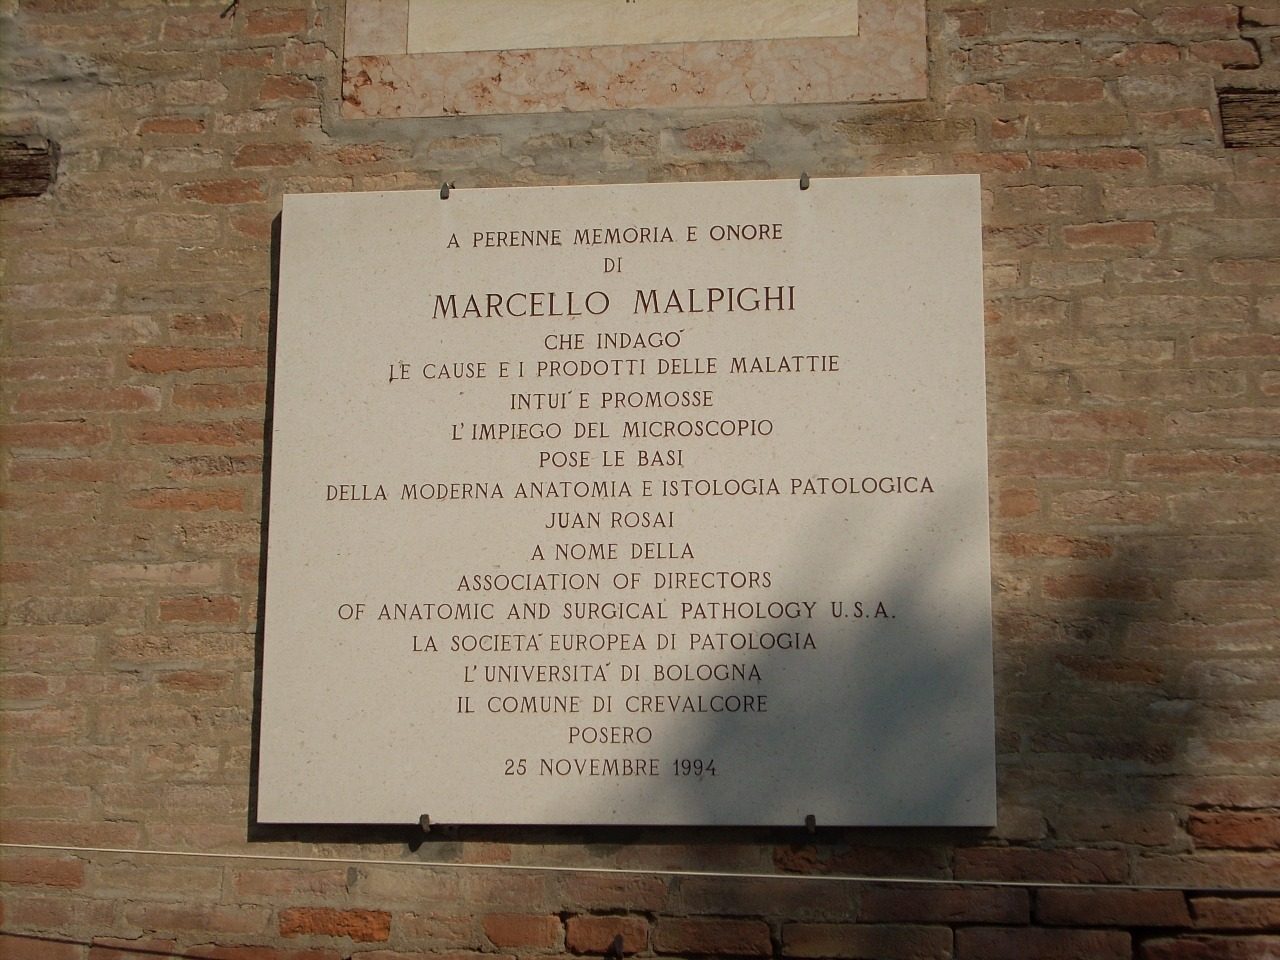 A PERENNE MEMORIA E ONORE
DI
MARCELLO MALPIGHI
CHE INDAGO´
LE CAUSE E I PRODOTTI DELLE MALATTIE
INTUI´ E PROMOSSE
L'IMPIEGO DEL MICROSCOPIO
POSE LE BASI
DELLA MODERNA ANATOMIA E ISTOLOGIA PATOLOGICA
JUAN ROSAI
A NOME DELLA
ASSOCIATION OF DIRECTORS
OF ANATOMIC AND SURGICAL PATHOLOGY U.S.A.
LA SOCIETA´ EUROPEA DI PATOLOGIA
L'UNIVERSITA´ DI BOLOGNA
IL COMUNE DI CREVALCORE
POSERO
25 NOVEMBRE 1994